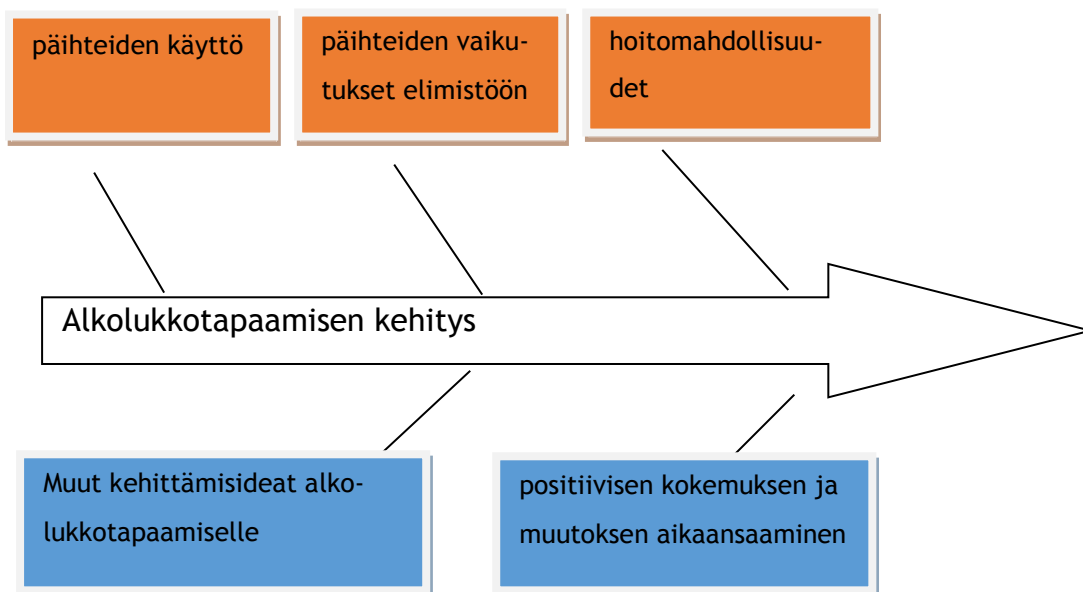 päihteiden käyttö
päihteiden vaiku-
tukset elimistöön
hoitomahdollisuu-
det
Alkolukkotapaamisen kehitys
Muut kehittämisideat alko-
lukkotapaamiselle
positiivisen kokemuksen ja
muutoksen aikaansaaminen